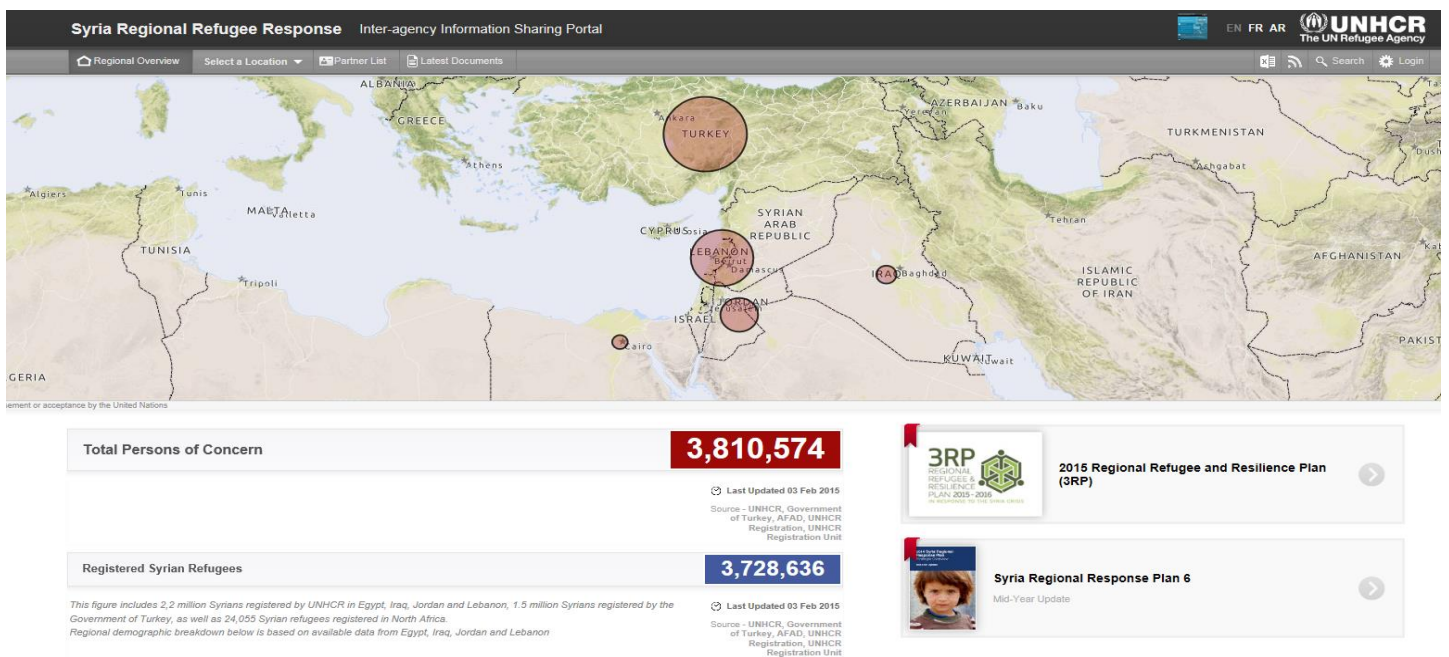 Syria Regional Refugee Response Inter-agency Information Sharing Portal
EN FR AR
UNHCR
The UN Refugee Agency
Regional Overview Select a Location Partner List Latest Documents
Search Login
ALBANIA
GREECE
Athens
Ankara
TURKEY
AZERBAIJAN
Baku
Yerevan
TURKMENISTAN
Ashgabat
Dush
Algiers
Tunis
MALTA
Valletta
TUNISIA
Tripoli
CYPRUS
SYRIAN
ARAB
REPUBLIC
LEBANON
Beirut
Damascus
IRAQ
Baghdad
Tehran
ISLAMIC
REPUBLIC
OF IRAN
AFGHANISTAN
JORDAN
Jerusalem
ISRAEL
Cairo
KUWAIT
PAKIST
GERIA
ement or acceptance by the United Nations
Total Persons of Concern
3,810,574
Last Updated 03 Feb 2015
Source - UNHCR, Government
of Turkey, AFAD, UNHCR
Registration, UNHCR
Registration Unit
Registered Syrian Refugees
3,728,636
This figure includes 2,2 million Syrians registered by UNHCR in Egypt, Iraq, Jordan and Lebanon, 1.5 million Syrians registered by the
Government of Turkey, as well as 24,055 Syrian refugees registered in North Africa.
Regional demographic breakdown below is based on available data from Egypt, Iraq, Jordan and Lebanon
Last Updated 03 Feb 2015
Source - UNHCR, Government
of Turkey, AFAD, UNHCR
Registration, UNHCR
Registration Unit
3RP
REGIONAL
REFUGEE &
RESILIENCE
PLAN 2015-2016
IN RESPONSE TO THE SYRIA CRISIS
2015 Regional Refugee and Resilience Plan
(3RP)
Syria Regional Response Plan 6
Mid-Year Update